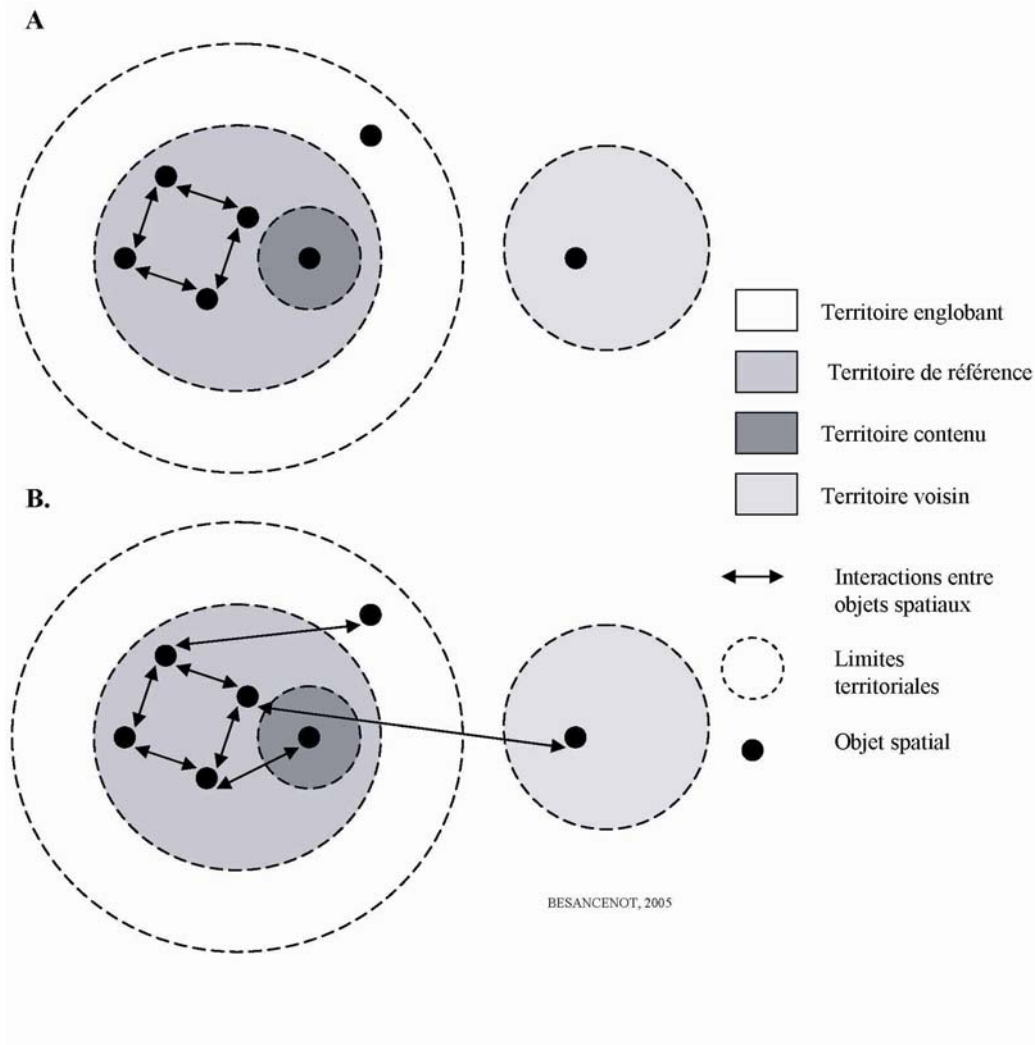 A
Territoire englobant
Territoire de référence
Territoire contenu
Territoire voisin
B.
Interactions entre
objets spatiaux
Limites
territoriales
Objet spatial
BESANCENOT, 2005